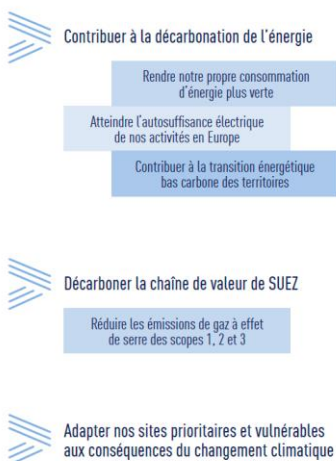 Contribuer à la décarbonation de l'énergie
Rendre notre propre consommation
d'énergie plus verte
Atteindre l'autosuffisance électrique
de nos activités en Europe
Contribuer à la transition énergétique
bas carbone des territoires
Décarboner la chaîne de valeur de SUEZ
Réduire les émissions de gaz à effet
de serre des scopes 1, 2 et 3
Adapter nos sites prioritaires et vulnérables
aux conséquences du changement climatique